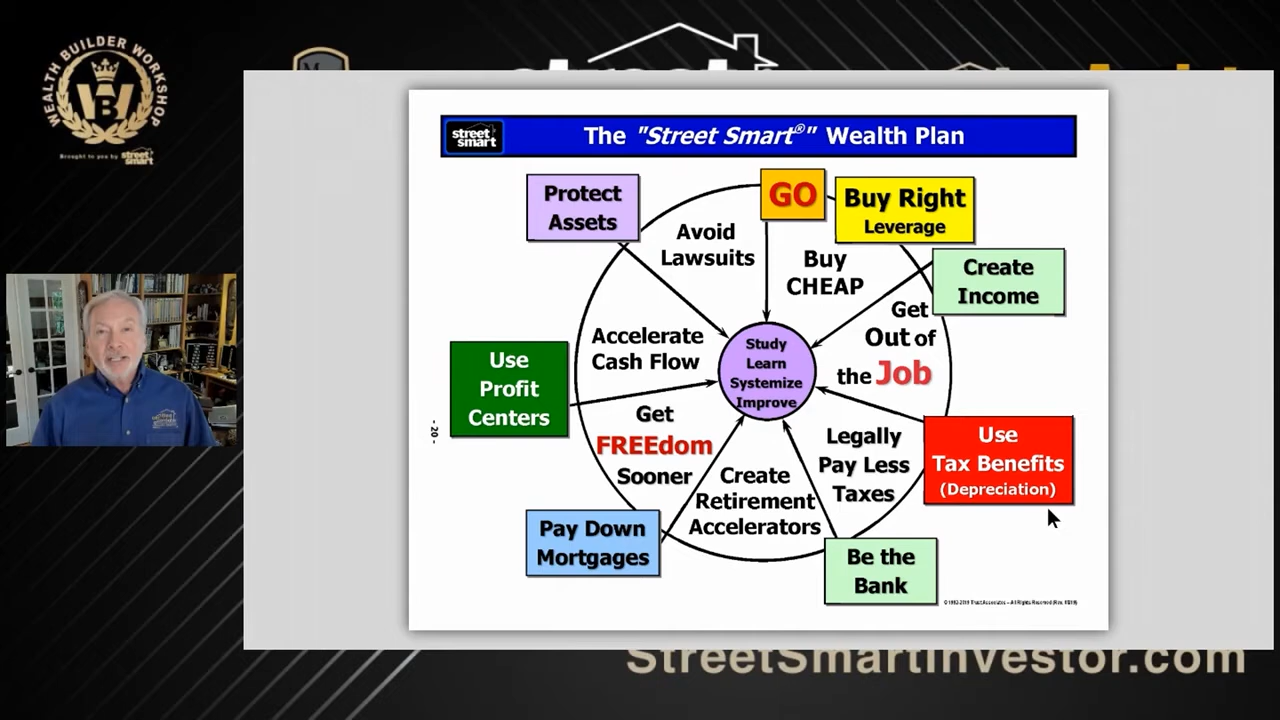 WEALTH BUILDER WORKSHOP
WB
Brought to you by street smart
street smart
The "Street Smart®" Wealth Plan
GO
Buy Right
Leverage
Protect
Assets
Avoid
Lawsuits
Buy
CHEAP
Create
Income
Get
Out of
the Job
Accelerate
Cash Flow
Study
Learn
Systemize
Improve
Use
Profit
Centers
Get
FREEdom
Sooner
Create
Retirement
Accelerators
Legally
Pay Less
Taxes
Use
Tax Benefits
(Depreciation)
Pay Down
Mortgages
Be the
Bank
- 20 -
StreetSmartInvestor.com